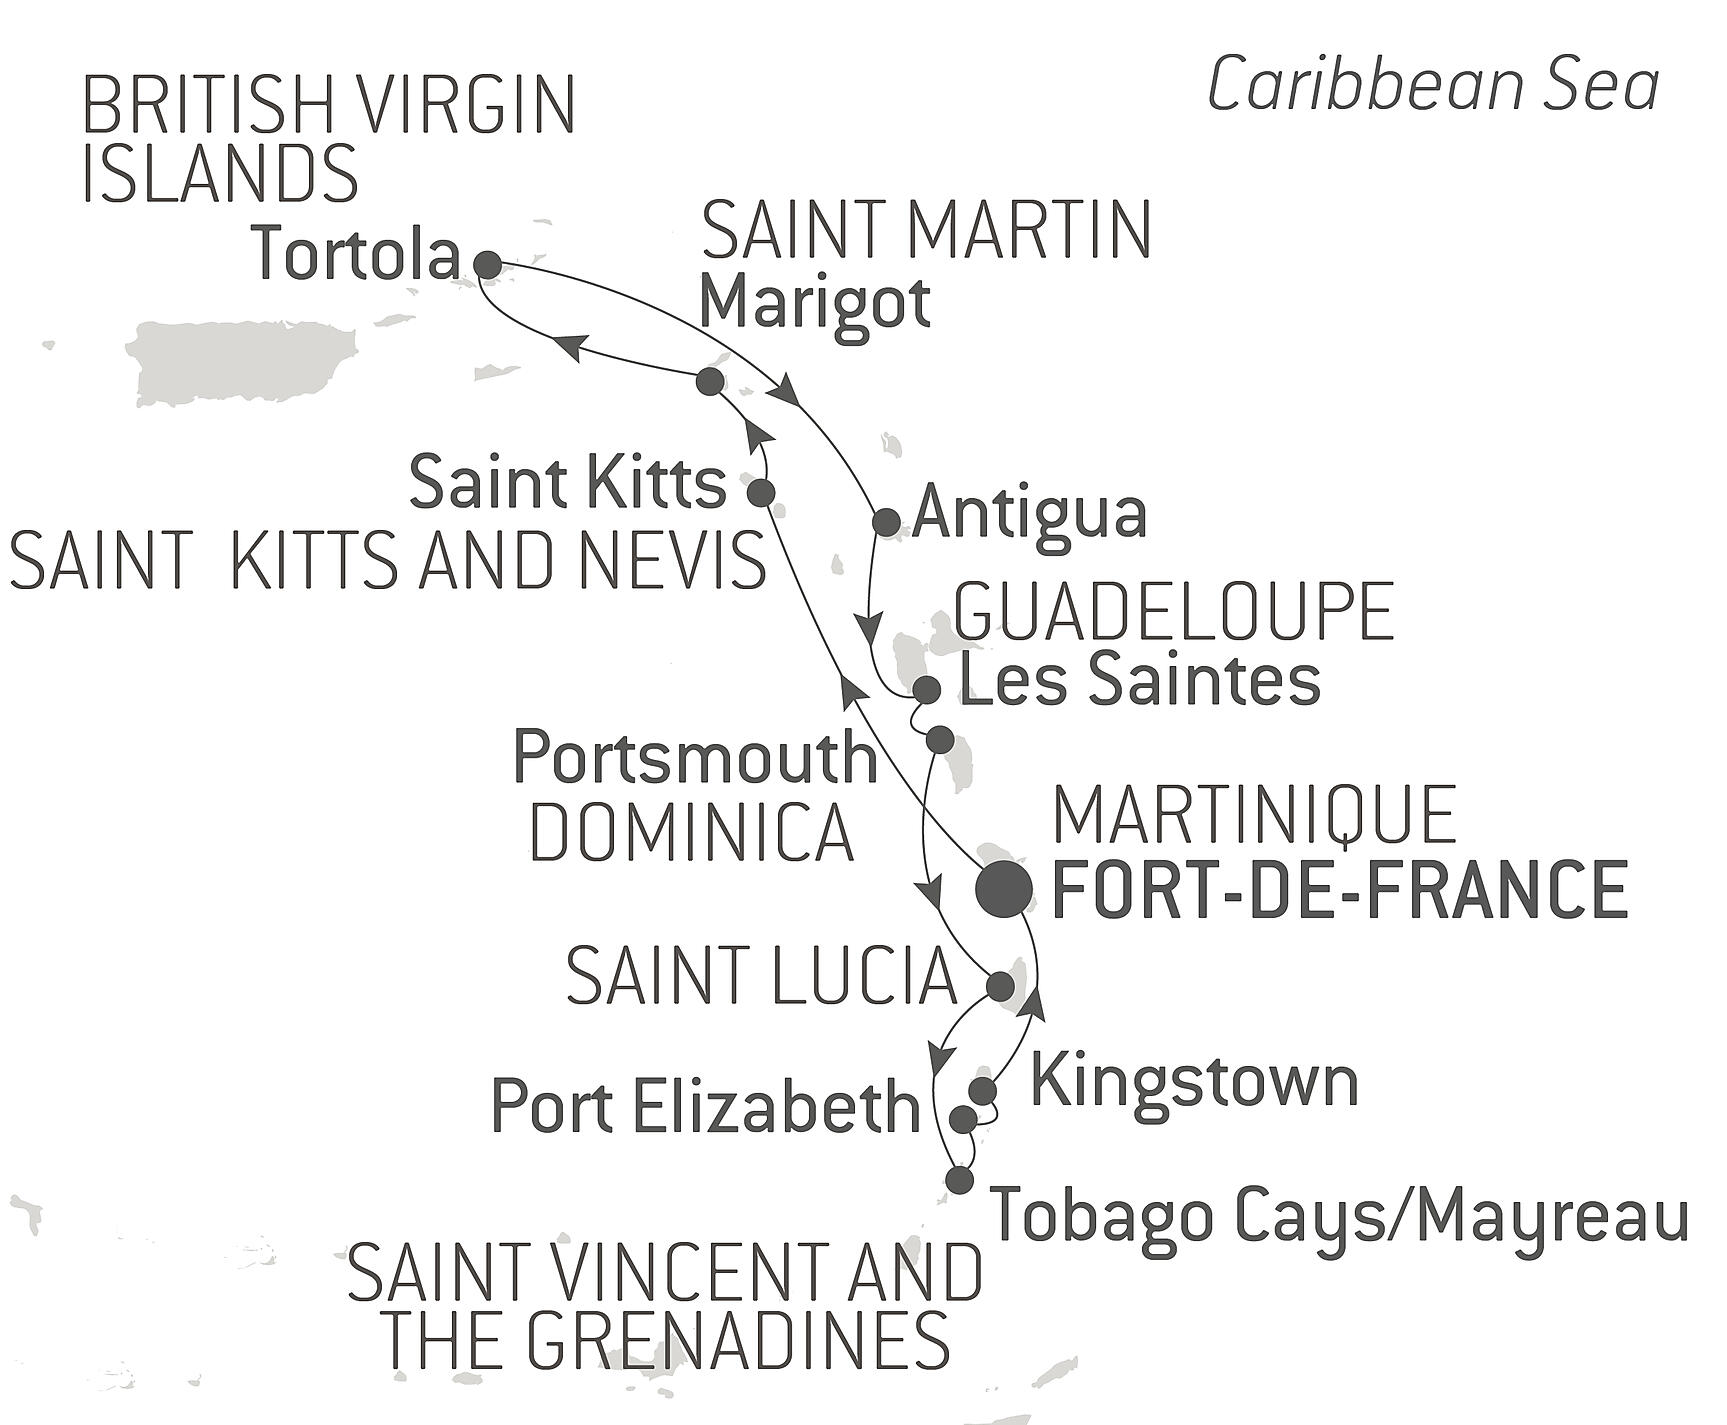 Caribbean Sea
BRITISH VIRGIN
ISLANDS
Tortola
SAINT MARTIN
Marigot
Saint Kitts
SAINT KITTS AND NEVIS
Antigua
GUADELOUPE
Les Saintes
Portsmouth
DOMINICA
MARTINIQUE
FORT-DE-FRANCE
SAINT LUCIA
Kingstown
Port Elizabeth
Tobago Cays/Mayreau
SAINT VINCENT AND
THE GRENADINES